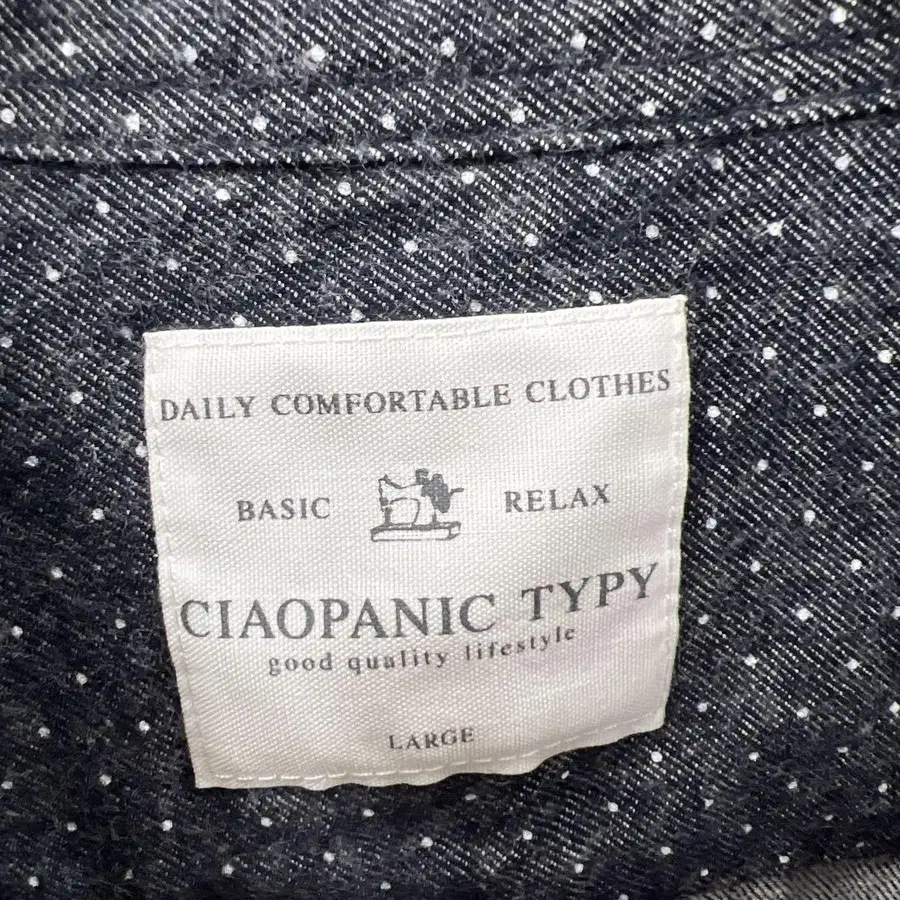 DAILY COMFORTABLE CLOTHES
BASIC RELAX
CIAOPANIC TYPY
good quality lifestyle
LARGE